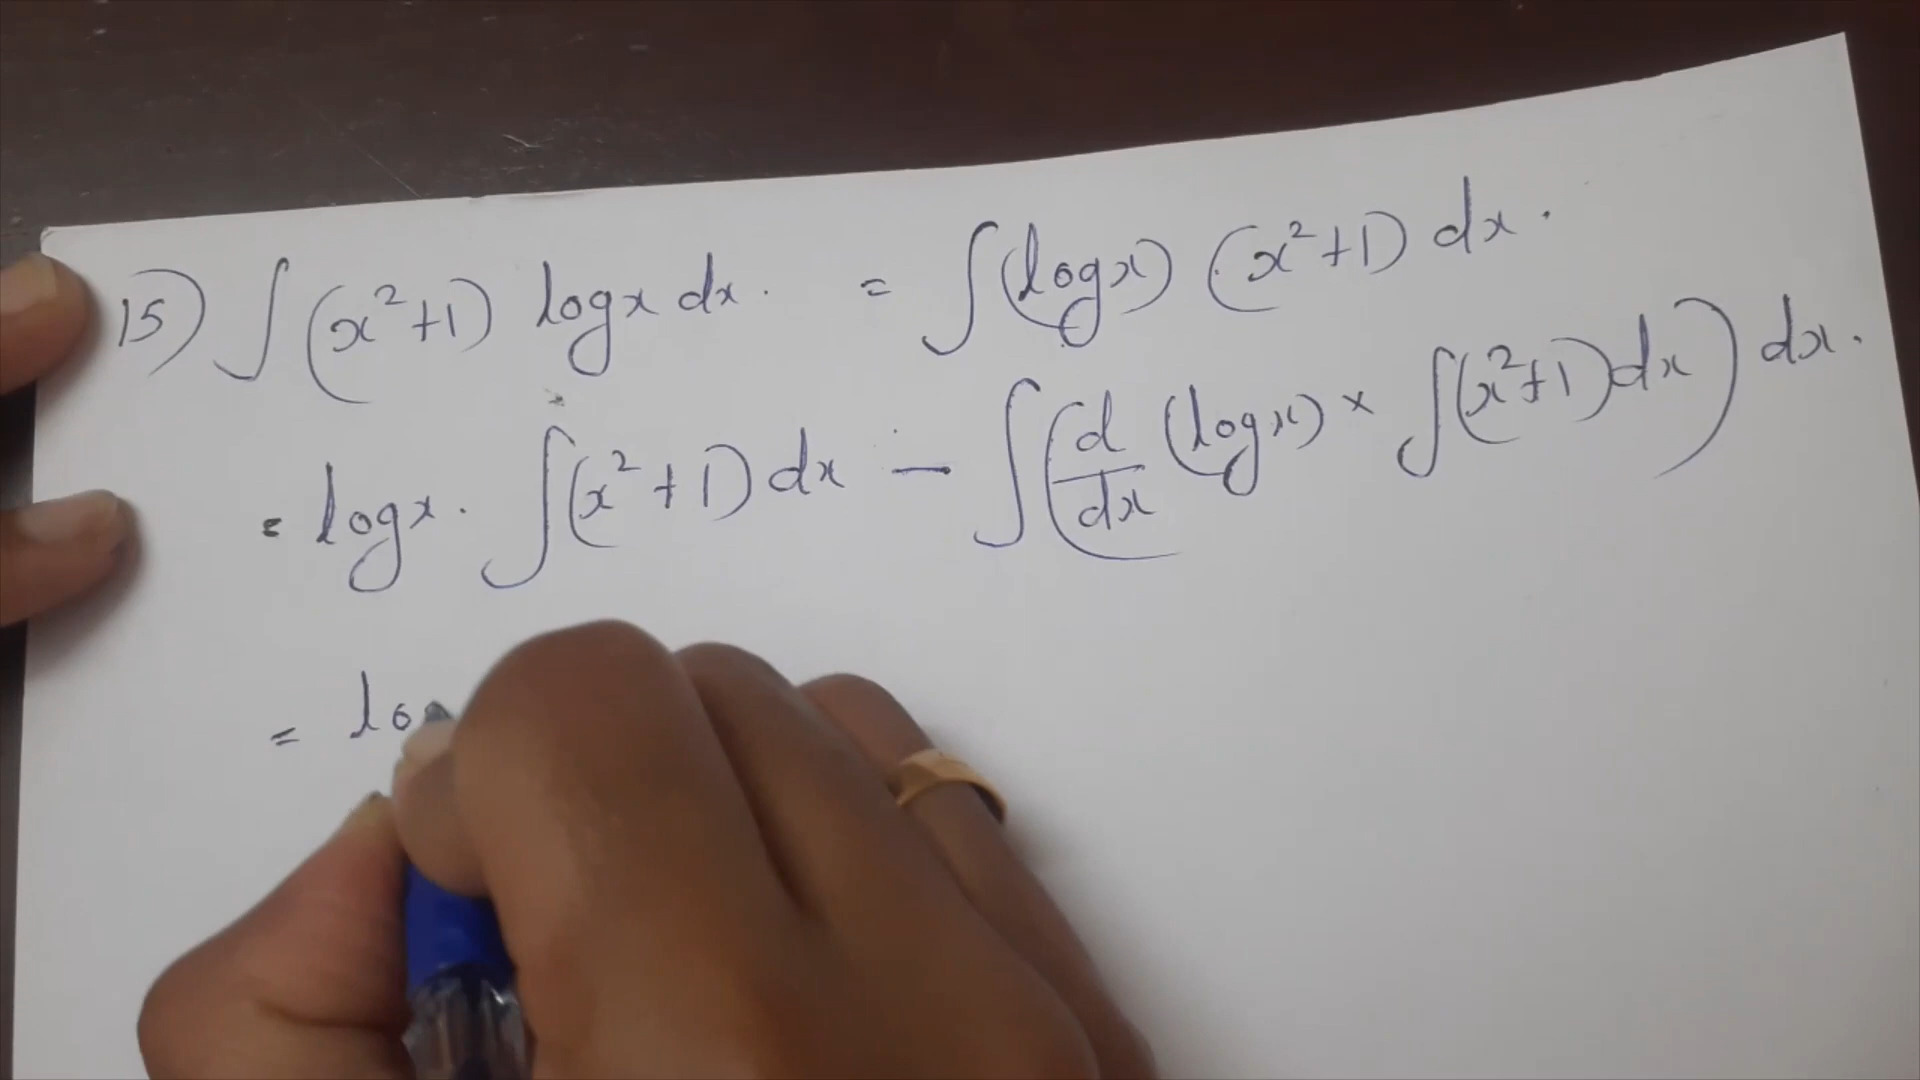 15) ∫ (x²+1) log x dx. = ∫ (log x) (x²+1) dx.
= log x . ∫ (x²+1) dx − ∫ (d/dx (log x) × ∫ (x²+1) dx) dx.
= lo